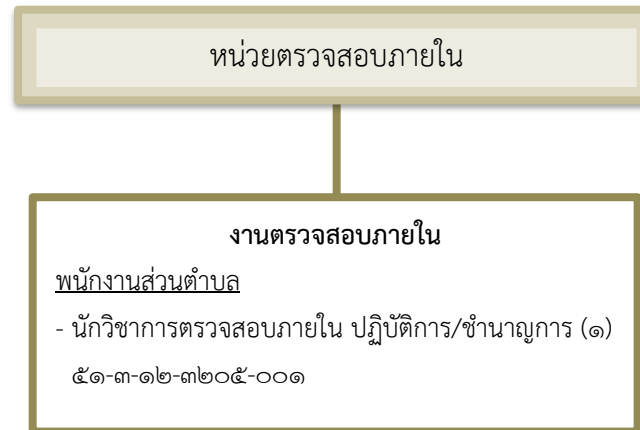 หน่วยตรวจสอบภายใน
งานตรวจสอบภายใน
พนักงานส่วนตำบล
- นักวิชาการตรวจสอบภายใน ปฏิบัติการ/ชำนาญการ (๑)
๕๑-๓-๑๒-๓๒๐๕-๐๐๑